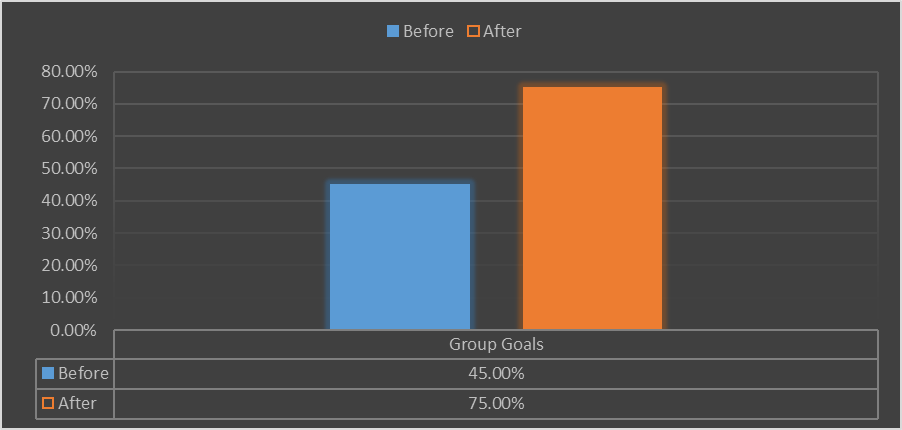 Before After
80.00%
70.00%
60.00%
50.00%
40.00%
30.00%
20.00%
10.00%
0.00%
Group Goals
Before 45.00%
After 75.00%